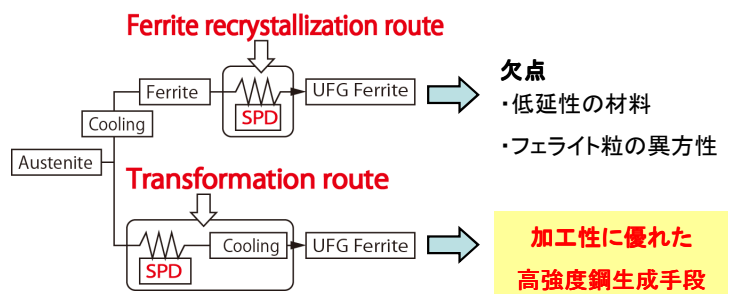 Ferrite recrystallization route
Ferrite
SPD
UFG Ferrite
Cooling
Austenite
欠点
・低延性の材料
・フェライト粒の異方性
Transformation route
SPD
Cooling
UFG Ferrite
加工性に優れた
高強度鋼生成手段